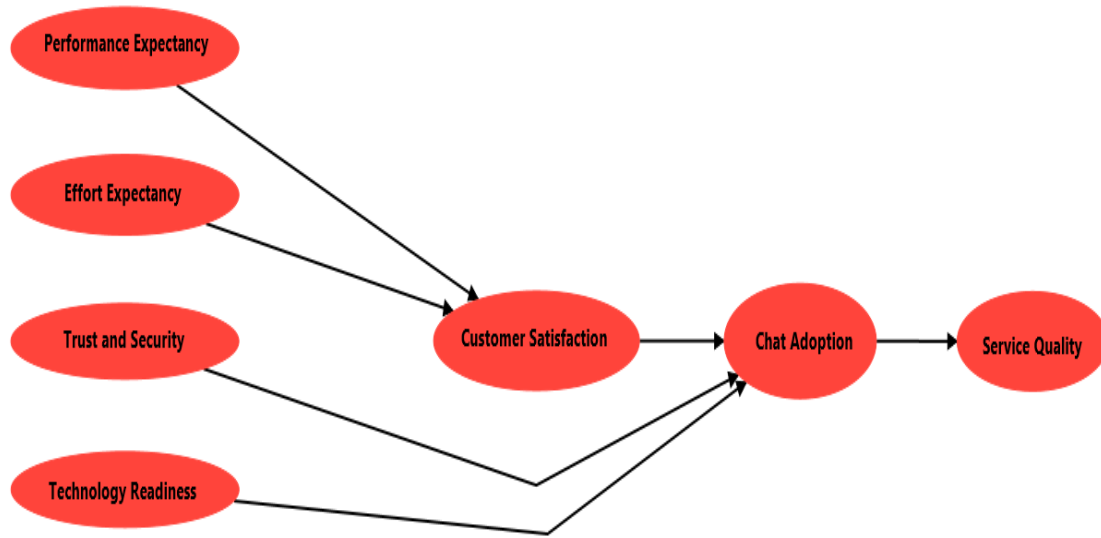 Performance Expectancy
Effort Expectancy
Trust and Security
Technology Readiness
Customer Satisfaction
Chat Adoption
Service Quality